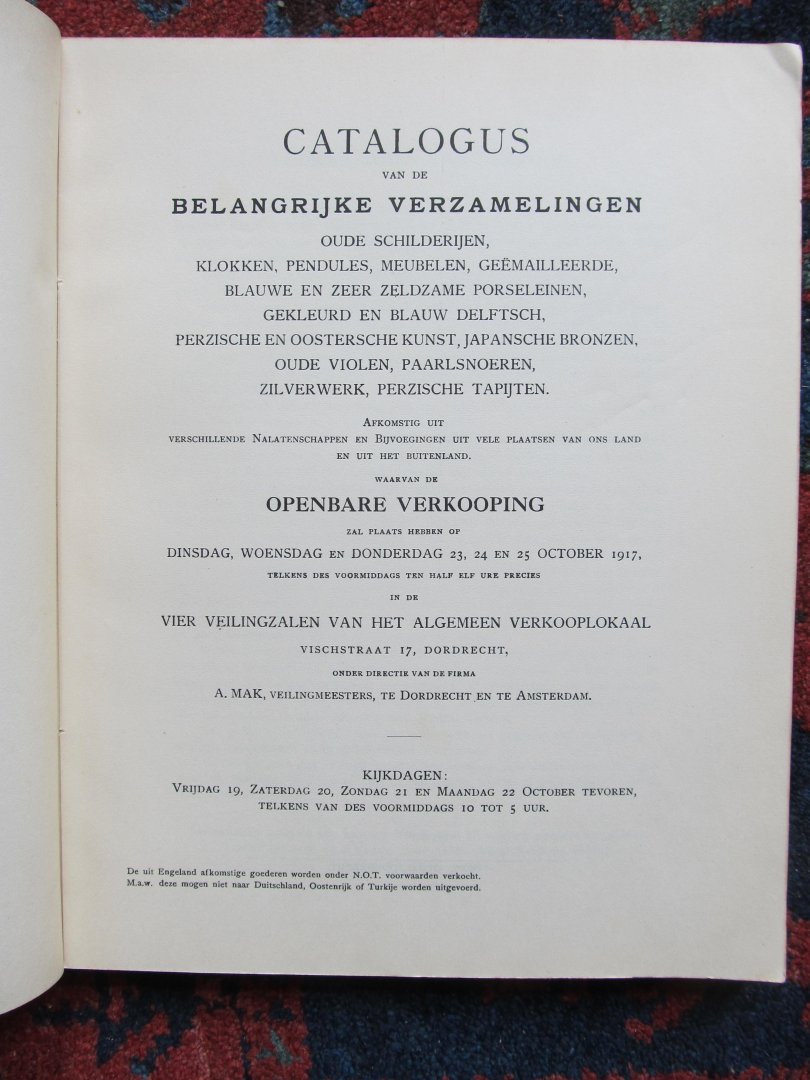 CATALOGUS
VAN DE
BELANGRIJKE VERZAMELINGEN
OUDE SCHILDERIJEN,
KLOKKEN, PENDULES, MEUBELEN, GEËMAILLEERDE,
BLAUWE EN ZEER ZELDZAME PORSELEINEN,
GEKLEURD EN BLAUW DELFTSCH,
PERZISCHE EN OOSTERSCHE KUNST, JAPANSCHE BRONZEN,
OUDE VIOLEN, PAARLSNOEREN,
ZILVERWERK, PERZISCHE TAPIJTEN.
AFKOMSTIG UIT
VERSCHILLENDE NALATENSCHAPPEN EN BIJVOEGINGEN UIT VELE PLAATSEN VAN ONS LAND
EN UIT HET BUITENLAND.
WAARVAN DE
OPENBARE VERKOOPING
ZAL PLAATS HEBBEN OP
DINSDAG, WOENSDAG EN DONDERDAG 23, 24 EN 25 OCTOBER 1917,
TELKENS DES VOORMIDDAGS TEN HALF ELF URE PRECIES
IN DE
VIER VEILINGZALEN VAN HET ALGEMEEN VERKOOPLOKAAL
VISCHSTRAAT 17, DORDRECHT,
ONDER DIRECTIE VAN DE FIRMA
A. MAK, VEILINGMEESTERS, TE DORDRECHT EN TE AMSTERDAM.
KIJKDAGEN:
VRIJDAG 19, ZATERDAG 20, ZONDAG 21 EN MAANDAG 22 OCTOBER TEVOREN,
TELKENS VAN DES VOORMIDDAGS 10 TOT 5 UUR.
De uit Engeland afkomstige goederen worden onder N.O.T. voorwaarden verkocht.
M.a.w. deze mogen niet naar Duitschland, Oostenrijk of Turkije worden uitgevoerd.